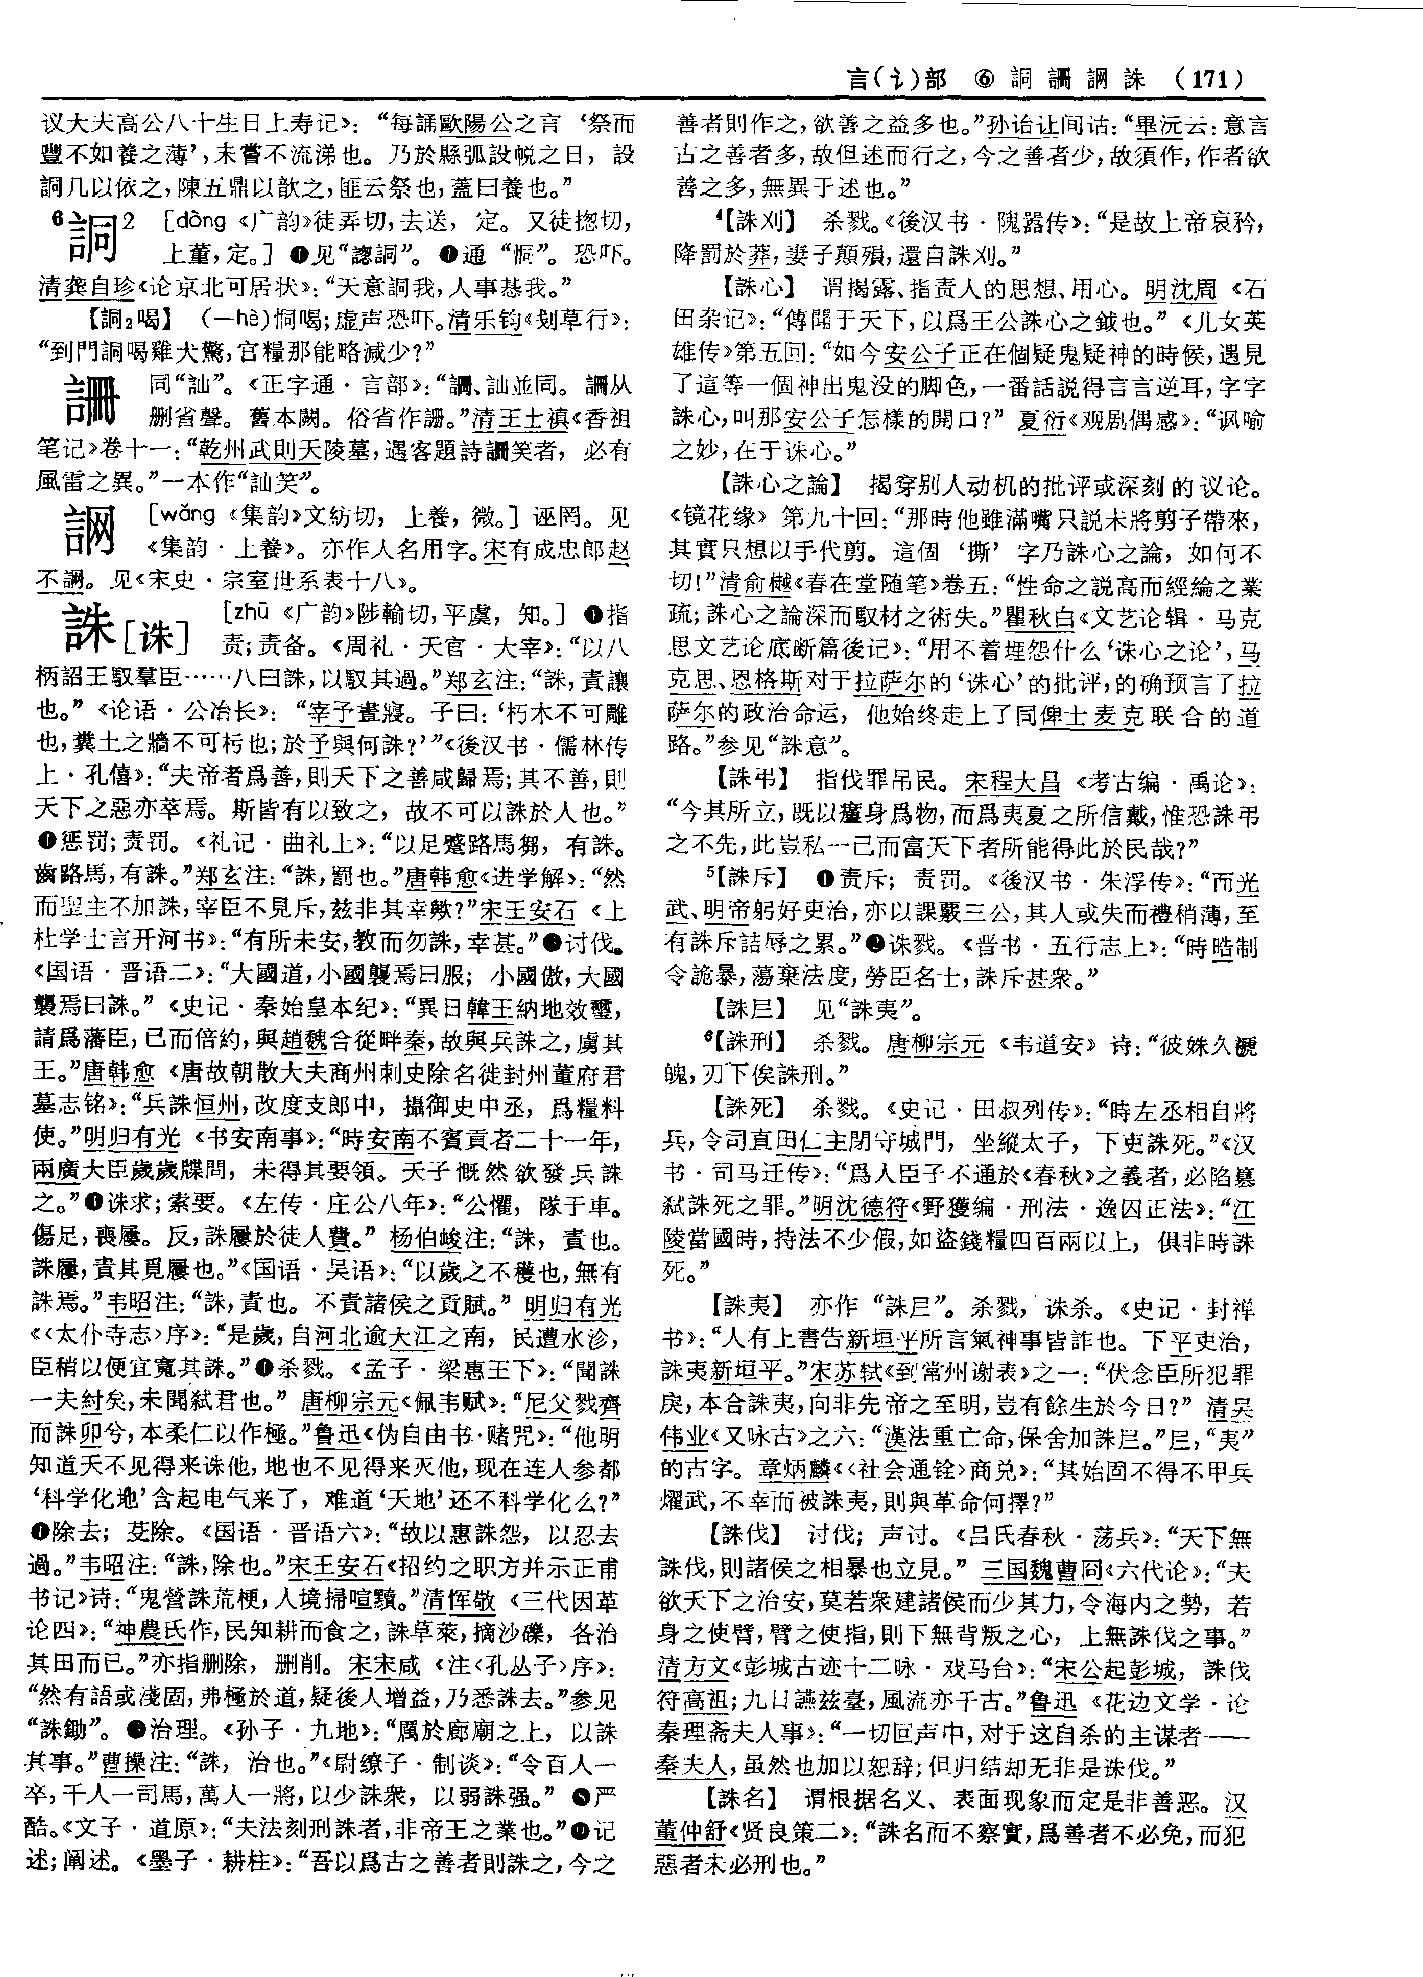 言(讠)部 ⑥ 詷 𧩫 誷 誅 (171)
议大夫高公八十生日上寿记》：“每誦歐陽公之言‘祭而
豐不如養之薄’，未嘗不流涕也。乃於縣弧設帨之日，設
詞几以依之，陳五鼎以歆之，匪云祭也，蓋曰養也。”
6詷2 [dòng《广韵》徒弄切，去送，定。又徒揔切，
上董，定。] ❶见“謥詷”。❷通“恫”。恐吓。
清龚自珍《论京北可居状》：“天意詷我，人事惎我。”
【詷2喝】 (—hè)恫喝；虚声恐吓。清乐钧《刬草行》：
“到門詷喝雞犬驚，官糧那能略減少？”
同“訕”。《正字通·言部》：“𧩫、訕並同。𧩫从
删省聲。舊本闕。俗省作詽。”清王士禛《香祖
笔记》卷十一：“乾州武則天陵墓，遇客題詩𧩫笑者，必有
風雷之異。”一本作“訕笑”。
誷 [wǎng《集韵》文紡切，上養，微。] 诬罔。见
《集韵·上養》。亦作人名用字。宋有成忠郎赵
不誷。见《宋史·宗室世系表十八》。
誅[诛] [zhū《广韵》陟輸切，平虞，知。] ❶指
责；责备。《周礼·天官·大宰》：“以八
柄詔王馭羣臣……八曰誅，以馭其過。”郑玄注：“誅，責讓
也。”《论语·公冶长》：“宰予晝寢。子曰：‘朽木不可雕
也，糞土之牆不可杇也；於予與何誅？’”《後汉书·儒林传
上·孔僖》：“夫帝者爲善，則天下之善咸歸焉；其不善，則
天下之惡亦萃焉。斯皆有以致之，故不可以誅於人也。”
❷惩罚；责罚。《礼记·曲礼上》：“以足蹙路馬芻，有誅。
齒路馬，有誅。”郑玄注：“誅，罰也。”唐韩愈《进学解》：“然
而聖主不加誅，宰臣不見斥，兹非其幸歟？”宋王安石《上
杜学士言开河书》：“有所未安，教而勿誅，幸甚。”❸讨伐。
《国语·晋语二》：“大國道，小國襲焉曰服；小國傲，大國
襲焉曰誅。”《史记·秦始皇本纪》：“異日韓王納地效璽，
請爲藩臣，已而倍約，與趙魏合從畔秦，故興兵誅之，虜其
王。”唐韩愈《唐故朝散大夫商州刺史除名徙封州董府君
墓志铭》：“兵誅恒州，改度支郎中，攝御史中丞，爲糧料
使。”明归有光《书安南事》：“時安南不賓貢者二十一年，
兩廣大臣歲歲牒問，未得其要領。天子慨然欲發兵誅
之。”❹诛求；索要。《左传·庄公八年》：“公懼，隊于車。
傷足，喪屨。反，誅屨於徒人費。”杨伯峻注：“誅，責也。
誅屨，責其覓屨也。”《国语·吴语》：“以歲之不穫也，無有
誅焉。”韦昭注：“誅，責也。不責諸侯之貢賦。”明归有光
《〈太仆寺志〉序》：“是歲，自河北逾大江之南，民遭水沴，
臣稍以便宜寬其誅。”❺杀戮。《孟子·梁惠王下》：“聞誅
一夫紂矣，未聞弑君也。”唐柳宗元《佩韦赋》：“尼父戮齊
而誅卯兮，本柔仁以作極。”鲁迅《伪自由书·赌咒》：“他明
知道天不见得来诛他，地也不见得来灭他，现在连人参都
‘科学化地’含起电气来了，难道‘天地’还不科学化么？”
❻除去；芟除。《国语·晋语六》：“故以惠誅怨，以忍去
過。”韦昭注：“誅，除也。”宋王安石《招约之职方并示正甫
书记》诗：“鬼營誅荒梗，人境掃喧黷。”清恽敬《三代因革
论四》：“神農氏作，民知耕而食之，誅草萊，摘沙礫，各治
其田而已。”亦指删除，删削。宋宋咸《注〈孔丛子〉序》：
“然有語或淺固，弗極於道，疑後人增益，乃悉誅去。”参见
“誅鋤”。❼治理。《孙子·九地》：“厲於廊廟之上，以誅
其事。”曹操注：“誅，治也。”《尉缭子·制谈》：“令百人一
卒，千人一司馬，萬人一將，以少誅衆，以弱誅强。”❽严
酷。《文子·道原》：“夫法刻刑誅者，非帝王之業也。”❾记
述；阐述。《墨子·耕柱》：“吾以爲古之善者則誅之，今之
善者則作之，欲善之益多也。”孙诒让间诂：“畢沅云：意言
古之善者多，故但述而行之，今之善者少，故須作，作者欲
善之多，無異于述也。”
4【誅刈】 杀戮。《後汉书·隗嚣传》：“是故上帝哀矜，
降罰於莽，妻子顛殞，還自誅刈。”
【誅心】 谓揭露、指责人的思想、用心。明沈周《石
田杂记》：“傳聞于天下，以爲王公誅心之鉞也。”《儿女英
雄传》第五回：“如今安公子正在個疑鬼疑神的時候，遇見
了這等一個神出鬼没的脚色，一番話説得言言逆耳，字字
誅心，叫那安公子怎樣的開口？”夏衍《观剧偶感》：“讽喻
之妙，在于诛心。”
【誅心之論】 揭穿别人动机的批评或深刻的议论。
《镜花缘》第九十回：“那時他雖滿嘴只説未將剪子帶來，
其實只想以手代剪。這個‘撕’字乃誅心之論，如何不
切！”清俞樾《春在堂随笔》卷五：“性命之説高而經綸之業
疏；誅心之論深而馭材之術失。”瞿秋白《文艺论辑·马克
思文艺论底断篇後记》：“用不着埋怨什么‘诛心之论’，马
克思、恩格斯对于拉萨尔的‘诛心’的批评，的确预言了拉
萨尔的政治命运，他始终走上了同俾士麦克联合的道
路。”参见“誅意”。
【誅弔】 指伐罪吊民。宋程大昌《考古编·禹论》：
“今其所立，既以儘身爲物，而爲夷夏之所信戴，惟恐誅弔
之不先，此豈私一己而富天下者所能得此於民哉？”
5【誅斥】 ❶责斥；责罚。《後汉书·朱浮传》：“而光
武、明帝躬好吏治，亦以課覈三公，其人或失而禮稍薄，至
有誅斥詰辱之累。”❷诛戮。《晋书·五行志上》：“時晧制
令詭暴，蕩棄法度，勞臣名士，誅斥甚衆。”
【誅𡰥】 见“誅夷”。
6【誅刑】 杀戮。唐柳宗元《韦道安》诗：“彼姝久褫
魄，刃下俟誅刑。”
【誅死】 杀戮。《史记·田叔列传》：“時左丞相自將
兵，令司直田仁主閉守城門，坐縱太子，下吏誅死。”《汉
书·司马迁传》：“爲人臣子不通於《春秋》之義者，必陷篡
弑誅死之罪。”明沈德符《野獲编·刑法·逸囚正法》：“江
陵當國時，持法不少假，如盜錢糧四百兩以上，俱非時誅
死。”
【誅夷】 亦作“誅𡰥”。杀戮，诛杀。《史记·封禅
书》：“人有上書告新垣平所言氣神事皆詐也。下平吏治，
誅夷新垣平。”宋苏轼《到常州谢表》之一：“伏念臣所犯罪
戾，本合誅夷，向非先帝之至明，豈有餘生於今日？”清吴
伟业《又咏古》之六：“漢法重亡命，保舍加誅𡰥。”𡰥，“夷”
的古字。章炳麟《〈社会通铨〉商兑》：“其始固不得不甲兵
燿武，不幸而被誅夷，則與革命何擇？”
【誅伐】 讨伐；声讨。《吕氏春秋·荡兵》：“天下無
誅伐，則諸侯之相暴也立見。”三国魏曹冏《六代论》：“夫
欲天下之治安，莫若衆建諸侯而少其力，令海内之勢，若
身之使臂，臂之使指，則下無背叛之心，上無誅伐之事。”
清方文《彭城古迹十二咏·戏马台》：“宋公起彭城，誅伐
符高祖；九日讌兹臺，風流亦千古。”鲁迅《花边文学·论
秦理斋夫人事》：“一切回声中，对于这自杀的主谋者——
秦夫人，虽然也加以恕辞；但归结却无非是诛伐。”
【誅名】 谓根据名义、表面现象而定是非善恶。汉
董仲舒《贤良策二》：“誅名而不察實，爲善者不必免，而犯
惡者未必刑也。”